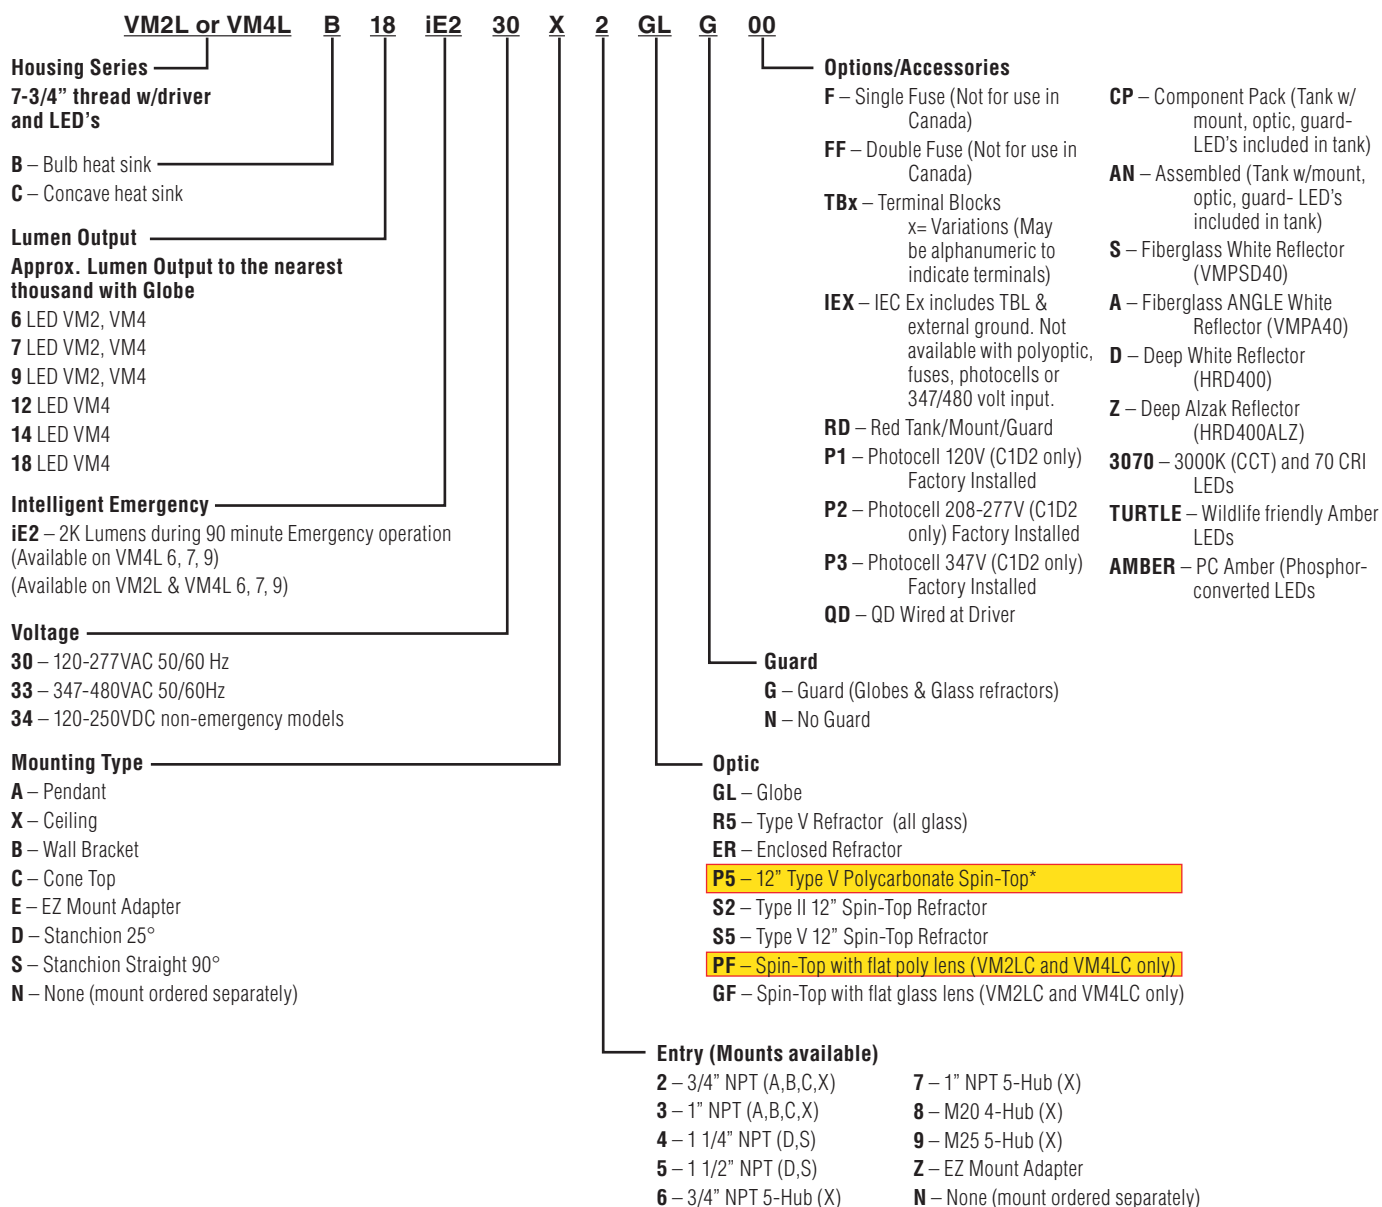 VM2L or VM4L B 18 iE2 30 X 2 GL G 00
Housing Series
7-3/4” thread w/driver
and LED’s
B – Bulb heat sink
C – Concave heat sink
Lumen Output
Approx. Lumen Output to the nearest
thousand with Globe
6 LED VM2, VM4
7 LED VM2, VM4
9 LED VM2, VM4
12 LED VM4
14 LED VM4
18 LED VM4
Intelligent Emergency
iE2 – 2K Lumens during 90 minute Emergency operation
(Available on VM4L 6, 7, 9)
(Available on VM2L & VM4L 6, 7, 9)
Voltage
30 – 120-277VAC 50/60 Hz
33 – 347-480VAC 50/60Hz
34 – 120-250VDC non-emergency models
Mounting Type
A – Pendant
X – Ceiling
B – Wall Bracket
C – Cone Top
E – EZ Mount Adapter
D – Stanchion 25°
S – Stanchion Straight 90°
N – None (mount ordered separately)
Options/Accessories
F – Single Fuse (Not for use in
Canada)
FF – Double Fuse (Not for use in
Canada)
TBx – Terminal Blocks
x= Variations (May
be alphanumeric to
indicate terminals)
IEX – IEC Ex includes TBL &
external ground. Not
available with polyoptic,
fuses, photocells or
347/480 volt input.
RD – Red Tank/Mount/Guard
P1 – Photocell 120V (C1D2 only)
Factory Installed
P2 – Photocell 208-277V (C1D2
only) Factory Installed
P3 – Photocell 347V (C1D2 only)
Factory Installed
QD – QD Wired at Driver
CP – Component Pack (Tank w/
mount, optic, guard-
LED’s included in tank)
AN – Assembled (Tank w/mount,
optic, guard- LED’s
included in tank)
S – Fiberglass White Reflector
(VMPSD40)
A – Fiberglass ANGLE White
Reflector (VMPA40)
D – Deep White Reflector
(HRD400)
Z – Deep Alzak Reflector
(HRD400ALZ)
3070 – 3000K (CCT) and 70 CRI
LEDs
TURTLE – Wildlife friendly Amber
LEDs
AMBER – PC Amber (Phosphor-
converted LEDs
Guard
G – Guard (Globes & Glass refractors)
N – No Guard
Optic
GL – Globe
R5 – Type V Refractor (all glass)
ER – Enclosed Refractor
P5 – 12” Type V Polycarbonate Spin-Top*
S2 – Type II 12” Spin-Top Refractor
S5 – Type V 12” Spin-Top Refractor
PF – Spin-Top with flat poly lens (VM2LC and VM4LC only)
GF – Spin-Top with flat glass lens (VM2LC and VM4LC only)
Entry (Mounts available)
2 – 3/4” NPT (A,B,C,X)
3 – 1” NPT (A,B,C,X)
4 – 1 1/4” NPT (D,S)
5 – 1 1/2” NPT (D,S)
6 – 3/4” NPT 5-Hub (X)
7 – 1” NPT 5-Hub (X)
8 – M20 4-Hub (X)
9 – M25 5-Hub (X)
Z – EZ Mount Adapter
N – None (mount ordered separately)